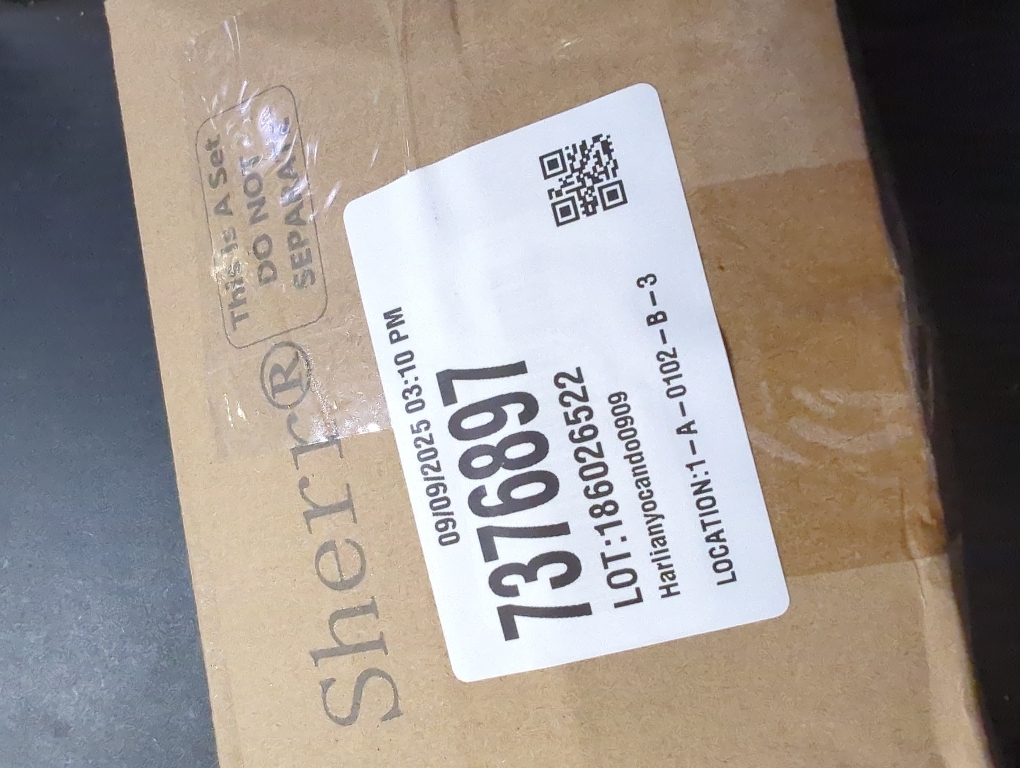 Sherr®
This is A Set
DO NOT
SEPARATE
09/09/2025 03:10 PM
7376897
LOT:186026522
Harlianyocando0909
LOCATION:1-A-0102-B-3